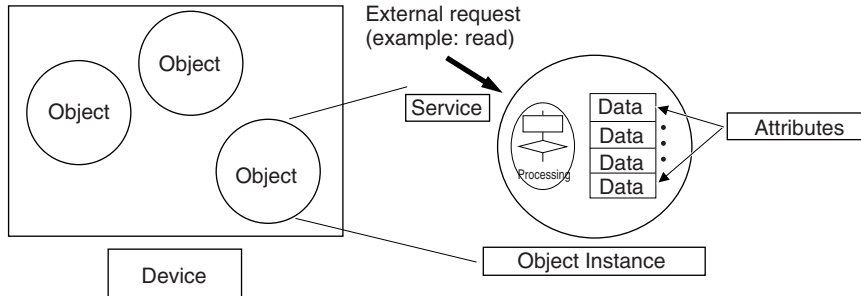 External request
(example: read)
Object
Object
Object
Service
Data
Data
Data
Data
Processing
Attributes
Object Instance
Device